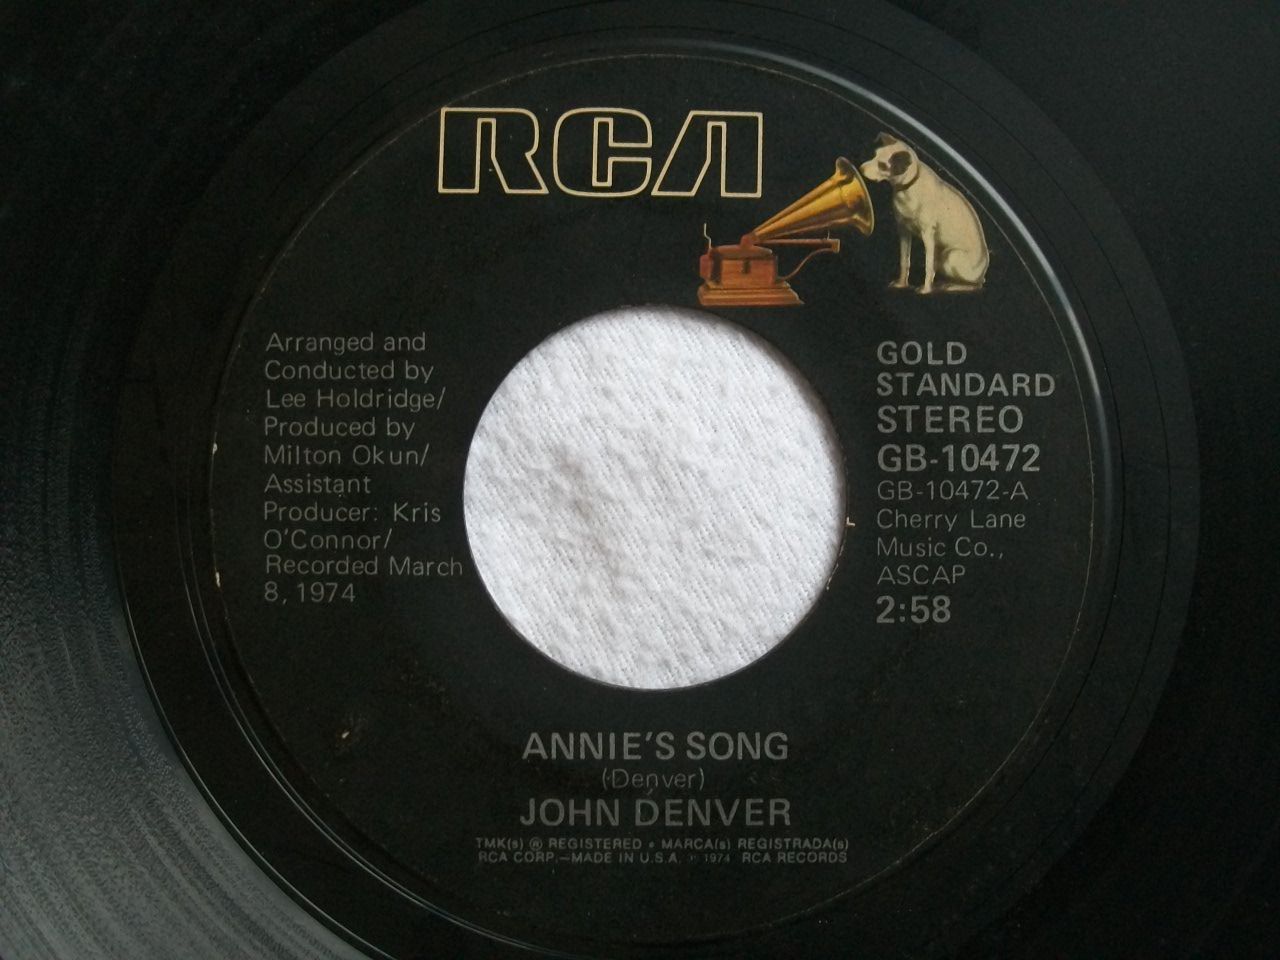 RCA
Arranged and
Conducted by
Lee Holdridge/
Produced by
Milton Okun/
Assistant
Producer: Kris
O'Connor/
Recorded March
8, 1974
GOLD
STANDARD
STEREO
GB-10472
GB-10472-A
Cherry Lane
Music Co.,
ASCAP
2:58
ANNIE'S SONG
(Denver)
JOHN DENVER
TMK(s) ® REGISTERED • MARCA(s) REGISTRADA(s)
RCA CORP.—MADE IN U.S.A. ℗ 1974 RCA RECORDS